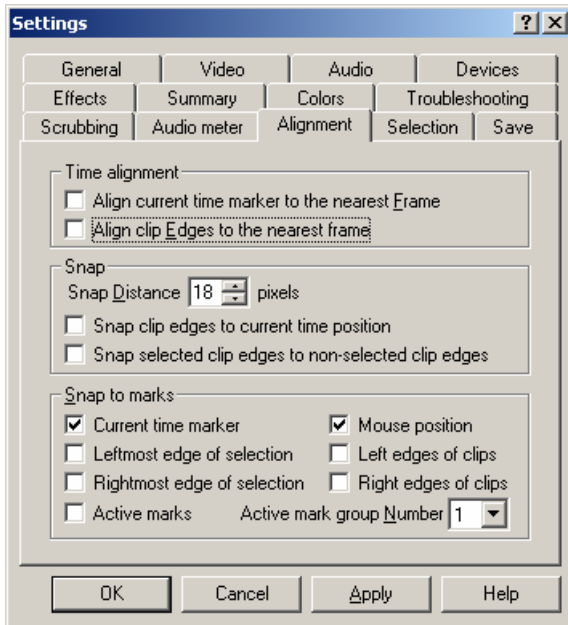 Settings
General Video Audio Devices
Effects Summary Colors Troubleshooting
Scrubbing Audio meter Alignment Selection Save
Time alignment
Align current time marker to the nearest Frame
Align clip Edges to the nearest frame
Snap
Snap Distance 18 pixels
Snap clip edges to current time position
Snap selected clip edges to non-selected clip edges
Snap to marks
Current time marker Mouse position
Leftmost edge of selection Left edges of clips
Rightmost edge of selection Right edges of clips
Active marks Active mark group Number 1
OK Cancel Apply Help